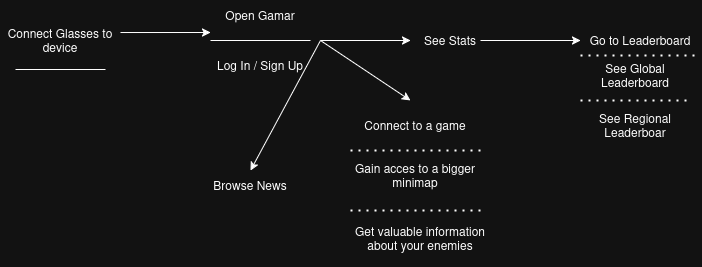 Connect Glasses to
device
Open Gamar
Log In / Sign Up
See Stats
Go to Leaderboard
See Global
Leaderboard
See Regional
Leaderboar
Connect to a game
Gain acces to a bigger
minimap
Get valuable information
about your enemies
Browse News